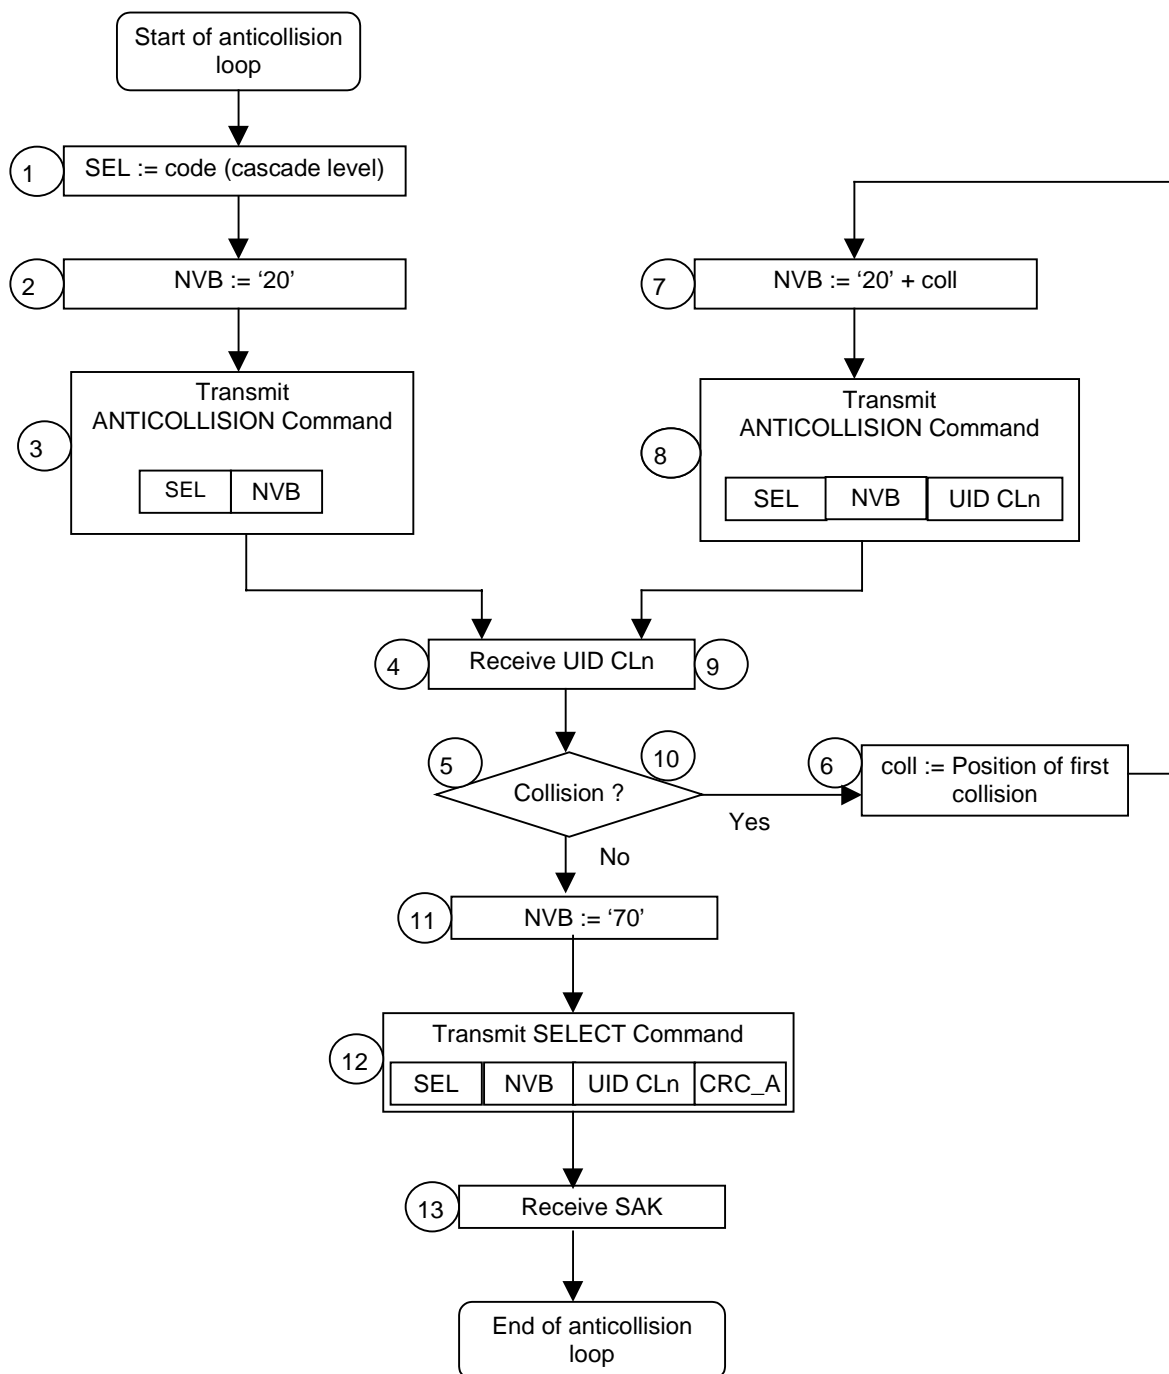 Start of anticollision
loop
1
SEL := code (cascade level)
2
NVB := ‘20’
3
Transmit
ANTICOLLISION Command
SEL NVB
7
NVB := ‘20’ + coll
8
Transmit
ANTICOLLISION Command
SEL NVB UID CLn
4
Receive UID CLn
9
5
Collision ?
10
Yes
No
6
coll := Position of first
collision
11
NVB := ‘70’
12
Transmit SELECT Command
SEL NVB UID CLn CRC_A
13
Receive SAK
End of anticollision
loop